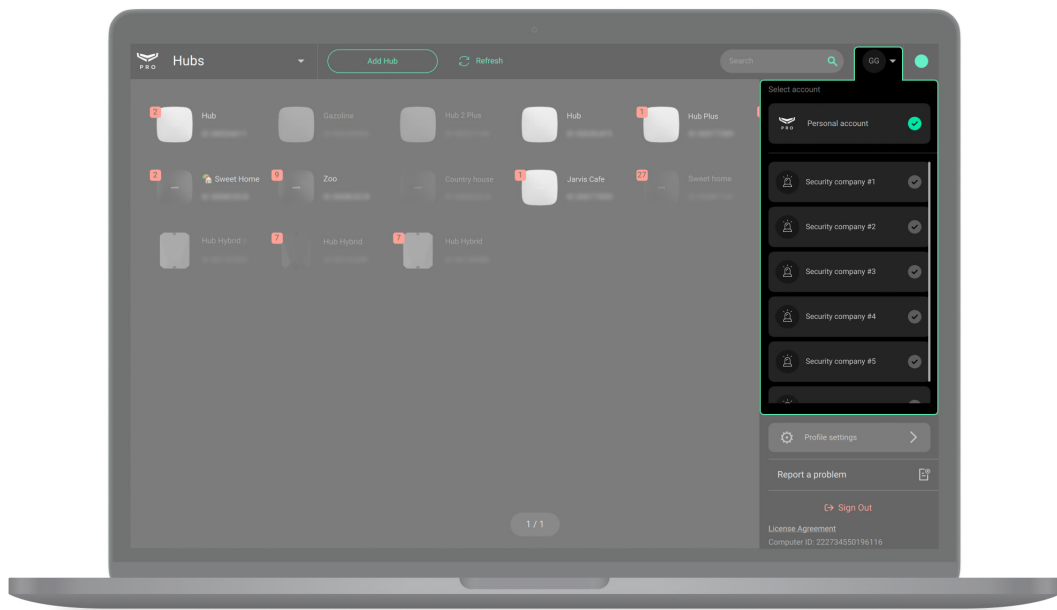 PRO
Hubs
Add Hub
Refresh
Search
GG
2
Hub
Gazoline
Hub 2 Plus
Hub
1
Hub Plus
2
🏡 Sweet Home
9
Zoo
Country house
1
Jarvis Cafe
27
Sweet home
Hub Hybrid
7
Hub Hybrid
7
Hub Hybrid
1 / 1
Select account
PRO
Personal account
Security company #1
Security company #2
Security company #3
Security company #4
Security company #5
Profile settings
Report a problem
Sign Out
License Agreement
Computer ID: 222734550196116